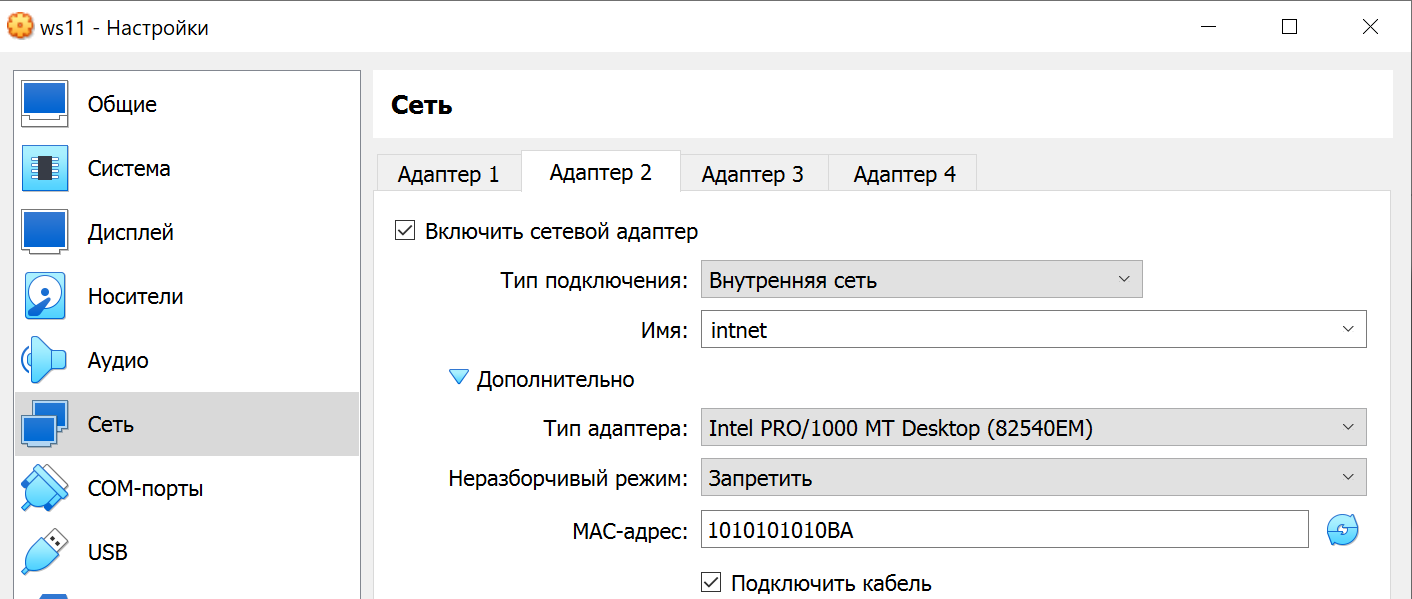 ws11 - Настройки
Общие
Система
Дисплей
Носители
Аудио
Сеть
COM-порты
USB
Сеть
Адаптер 1 Адаптер 2 Адаптер 3 Адаптер 4
Включить сетевой адаптер
Тип подключения: Внутренняя сеть
Имя: intnet
Дополнительно
Тип адаптера: Intel PRO/1000 MT Desktop (82540EM)
Неразборчивый режим: Запретить
MAC-адрес: 1010101010BA
Подключить кабель